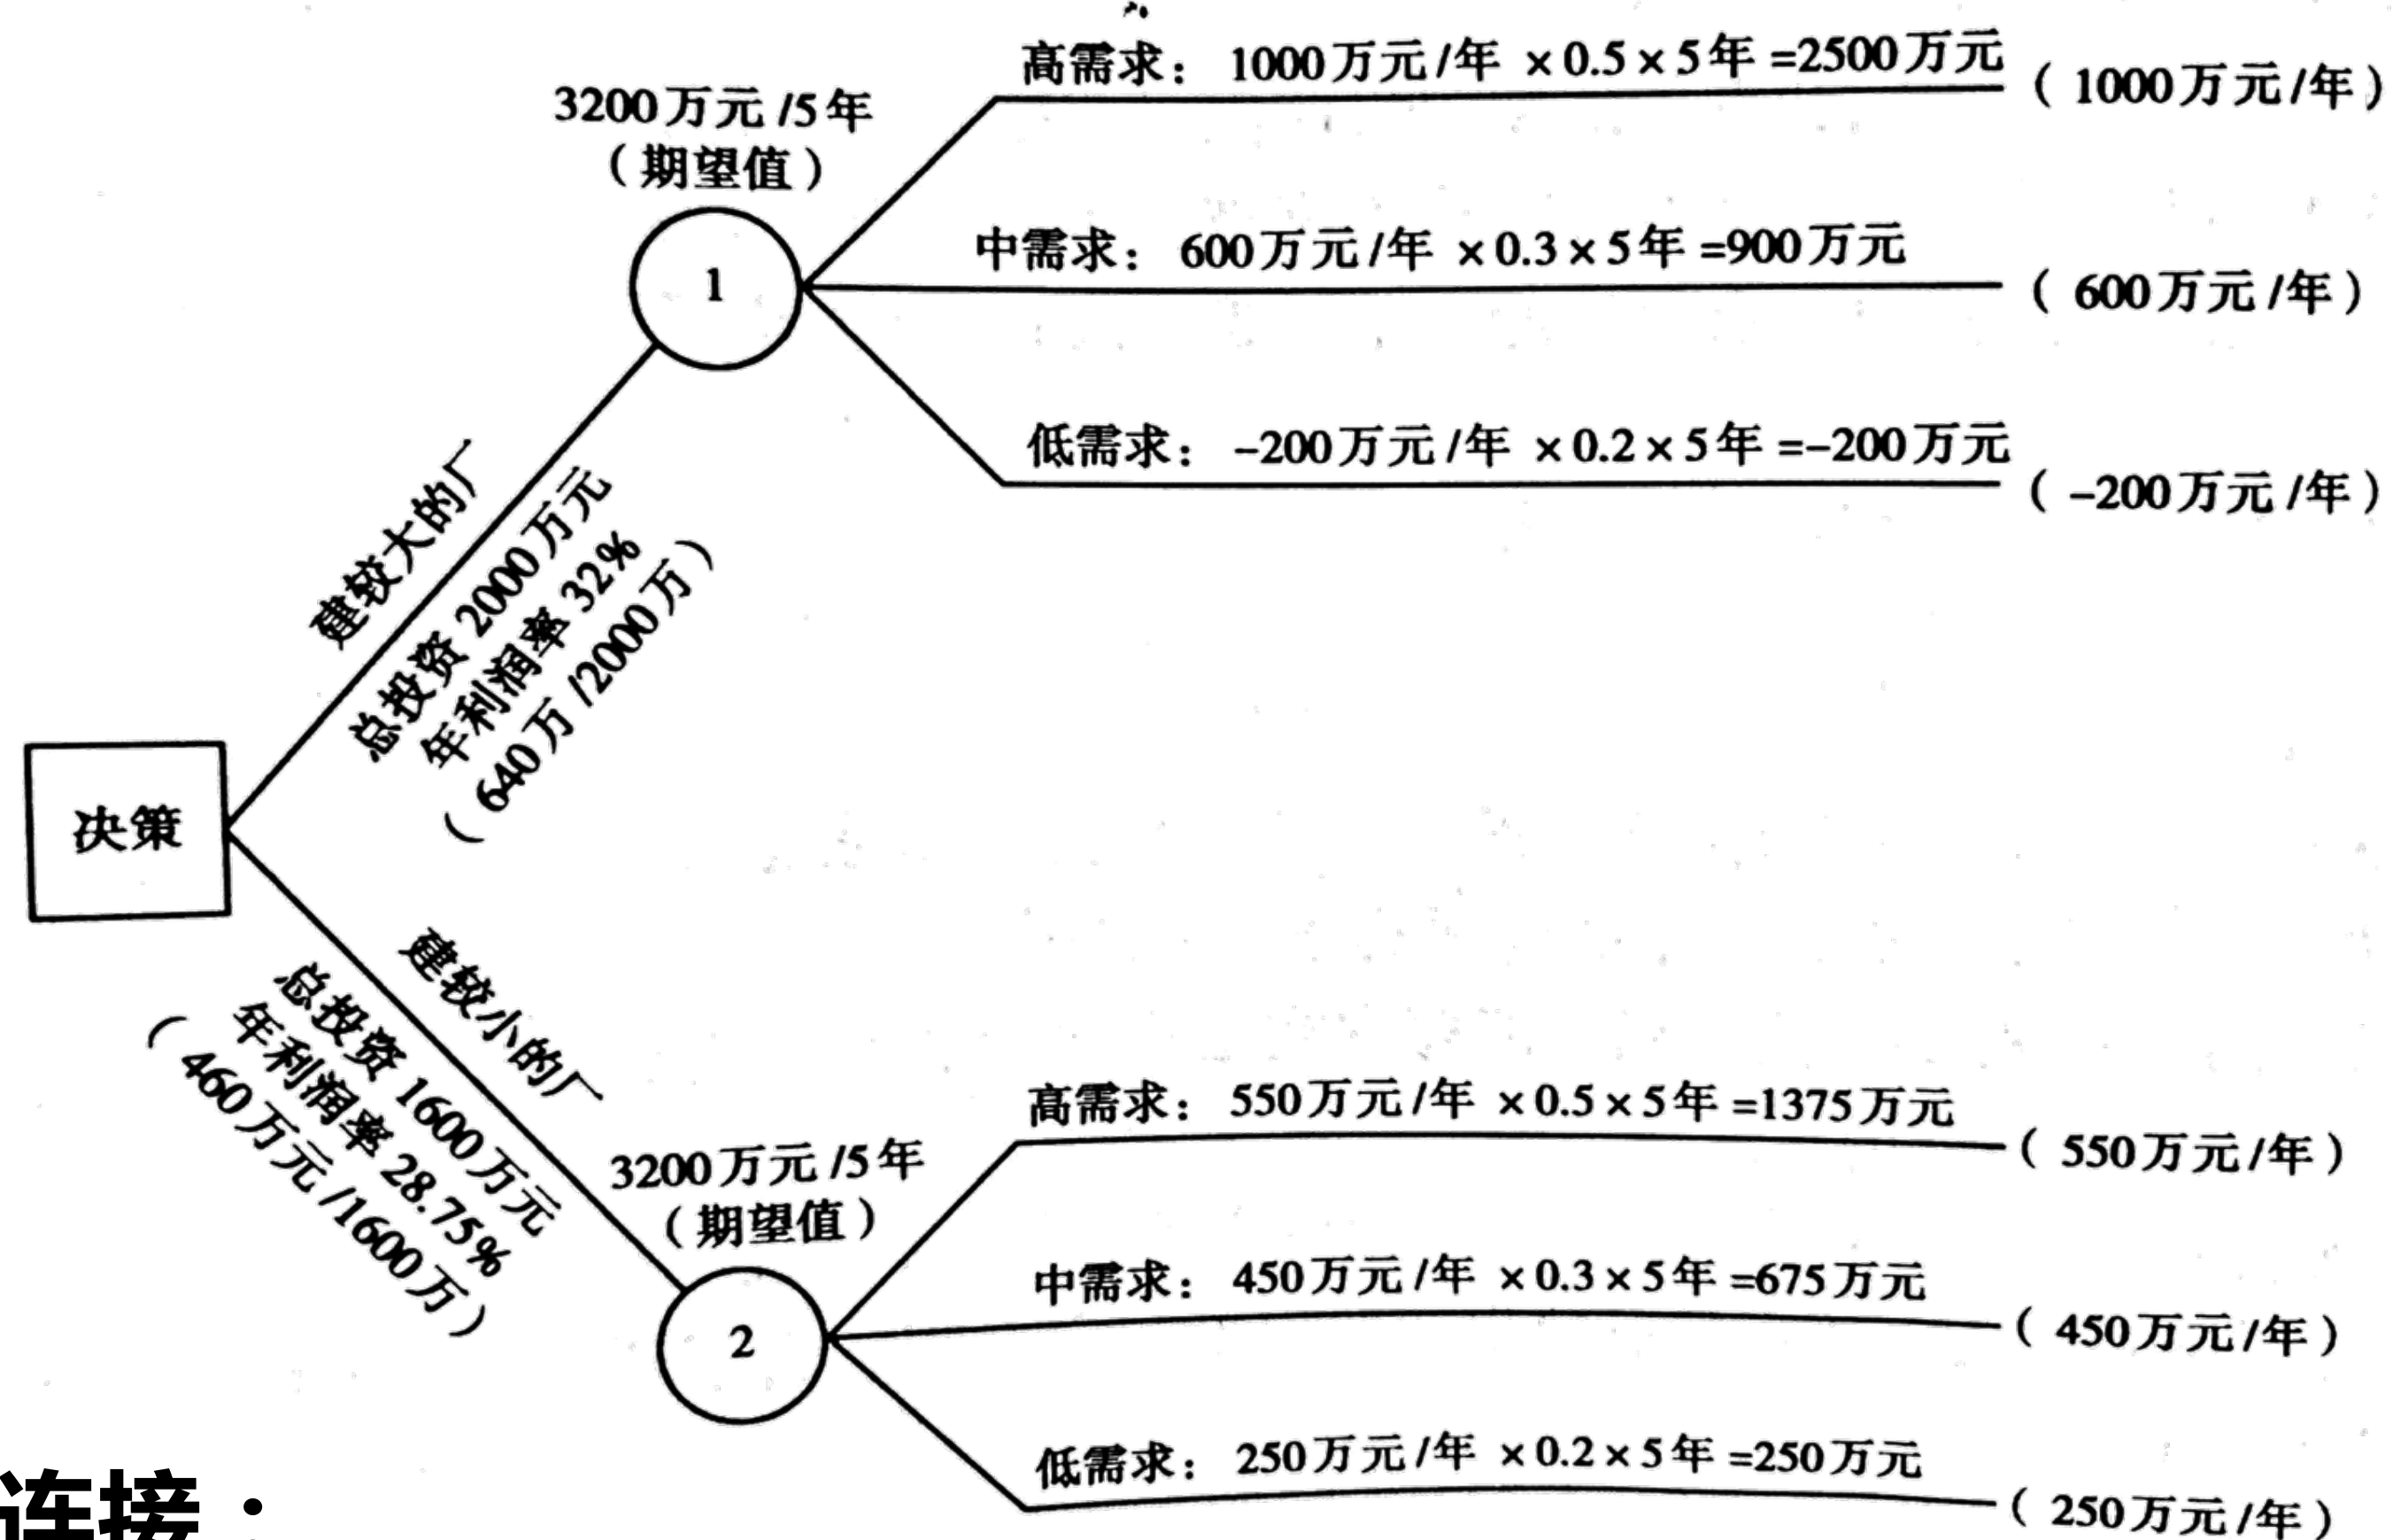 高需求： 1000万元/年 ×0.5×5年=2500万元
（1000万元/年）
3200万元/5年
（期望值）
1
中需求： 600万元/年 ×0.3×5年=900万元
（600万元/年）
低需求： -200万元/年 ×0.2×5年=-200万元
（-200万元/年）
建较大的厂
总投资2000万元
年利润率32%
（640万/2000万）
决策
建较小的厂
总投资1600万元
年利润率28.75%
（460万元/1600万）
3200万元/5年
（期望值）
2
高需求： 550万元/年 ×0.5×5年=1375万元
（550万元/年）
中需求： 450万元/年 ×0.3×5年=675万元
（450万元/年）
低需求： 250万元/年 ×0.2×5年=250万元
（250万元/年）
连接：